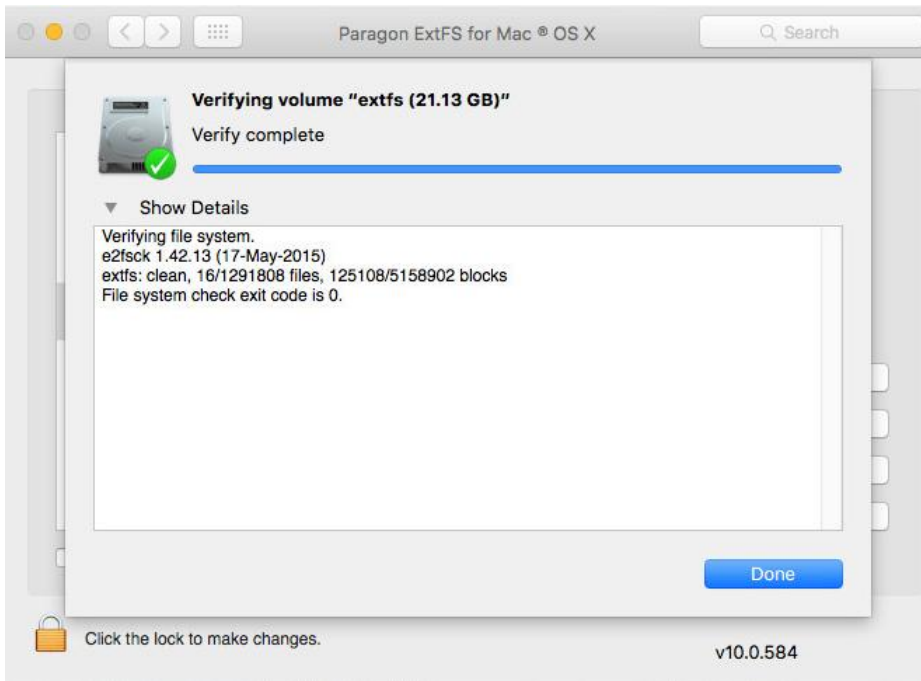 Paragon ExtFS for Mac ® OS X
Search
Verifying volume "extfs (21.13 GB)"
Verify complete
Show Details
Verifying file system.
e2fsck 1.42.13 (17-May-2015)
extfs: clean, 16/1291808 files, 125108/5158902 blocks
File system check exit code is 0.
Done
Click the lock to make changes.
v10.0.584